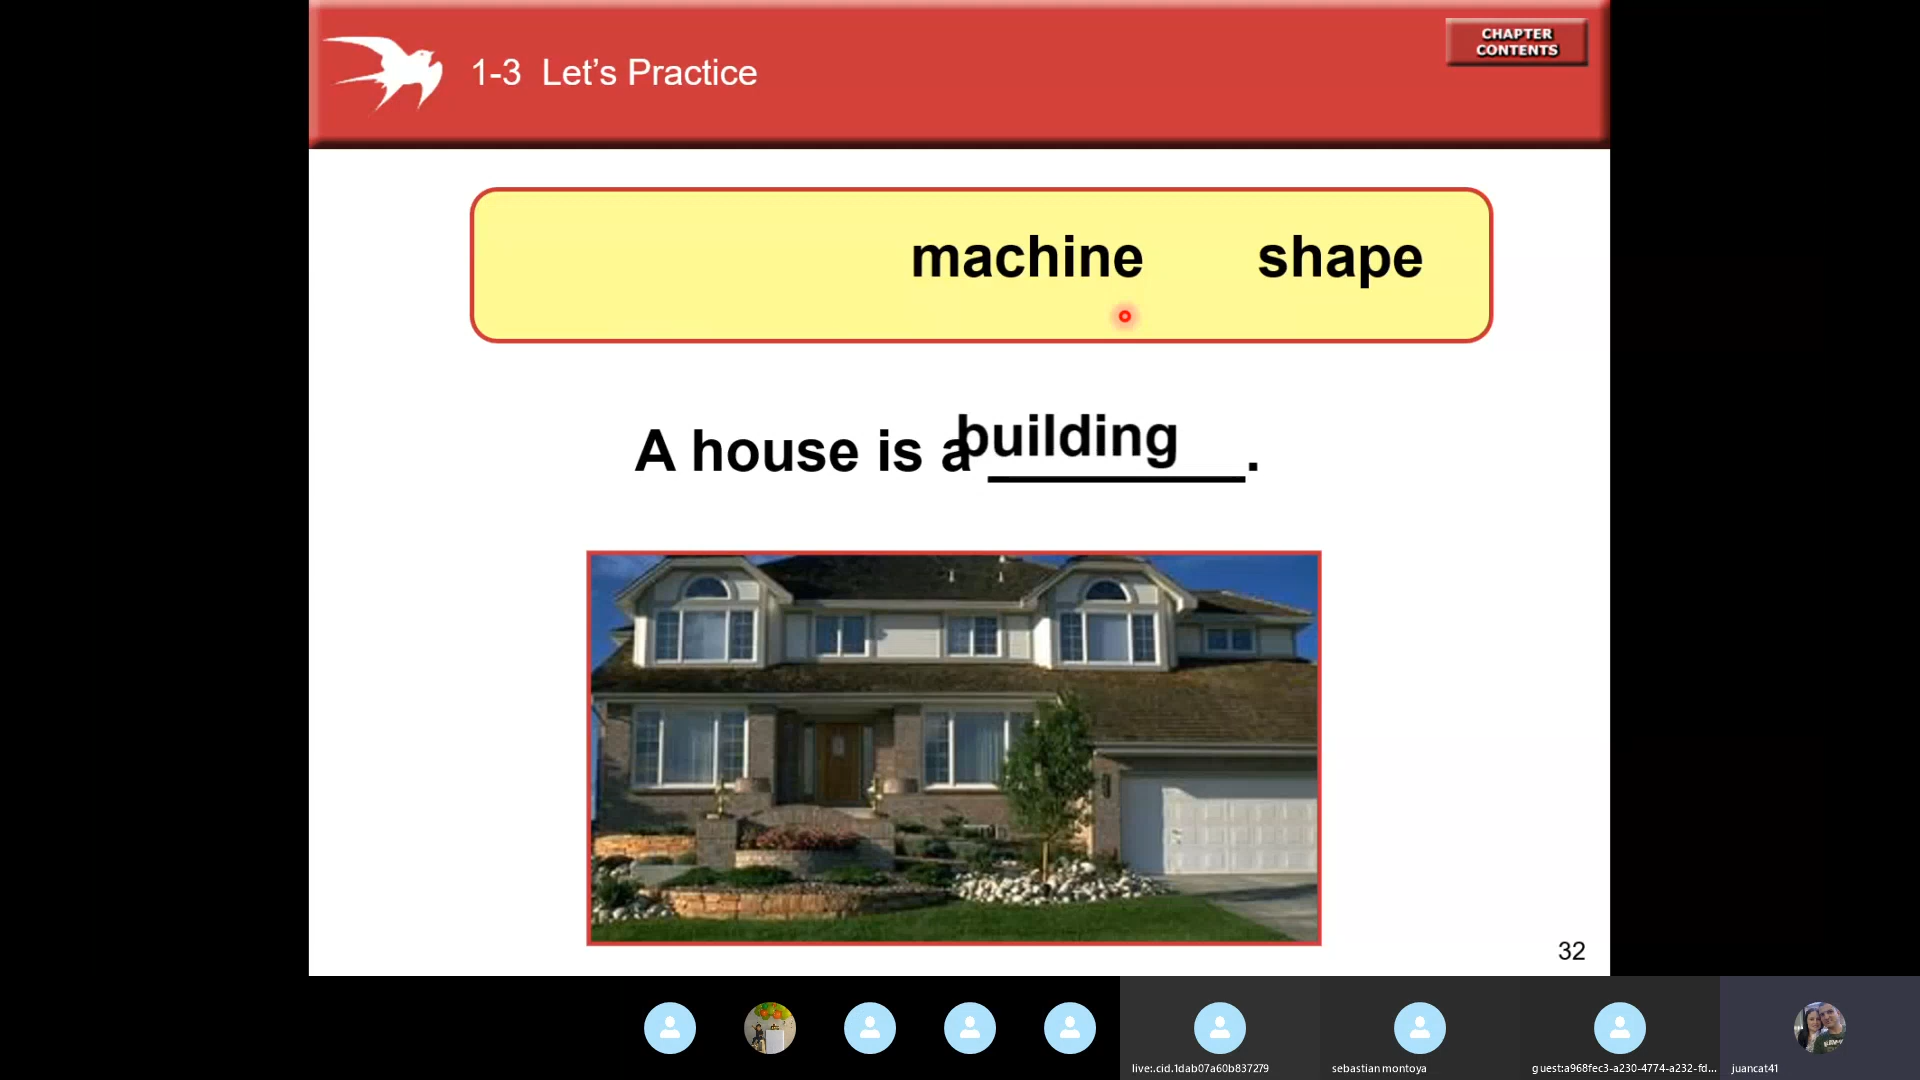 CHAPTER
CONTENTS
1-3 Let’s Practice
machine shape
A house is a building.
32
live:.cid.1dab07a60b837279
sebastian montoya
guest:a968fec3-a230-4774-a232-fd...
juancat41